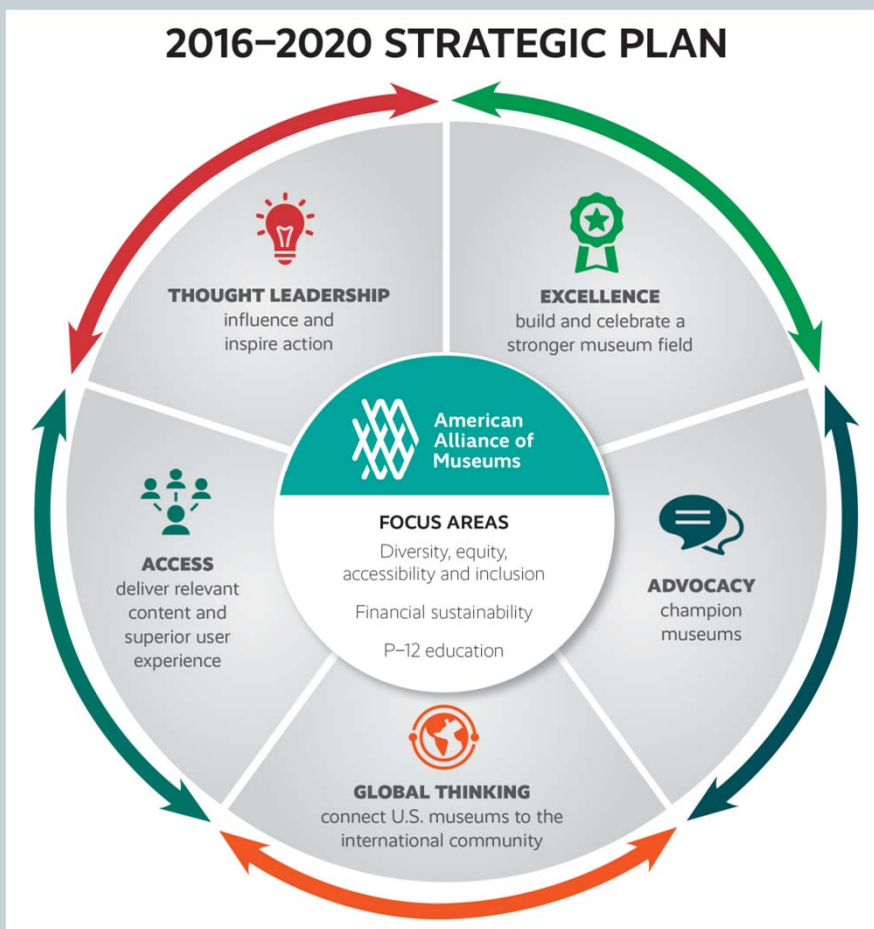 2016–2020 STRATEGIC PLAN
THOUGHT LEADERSHIP
influence and
inspire action
EXCELLENCE
build and celebrate a
stronger museum field
American
Alliance of
Museums
FOCUS AREAS
Diversity, equity,
accessibility and inclusion
Financial sustainability
P–12 education
ACCESS
deliver relevant
content and
superior user
experience
ADVOCACY
champion
museums
GLOBAL THINKING
connect U.S. museums to the
international community